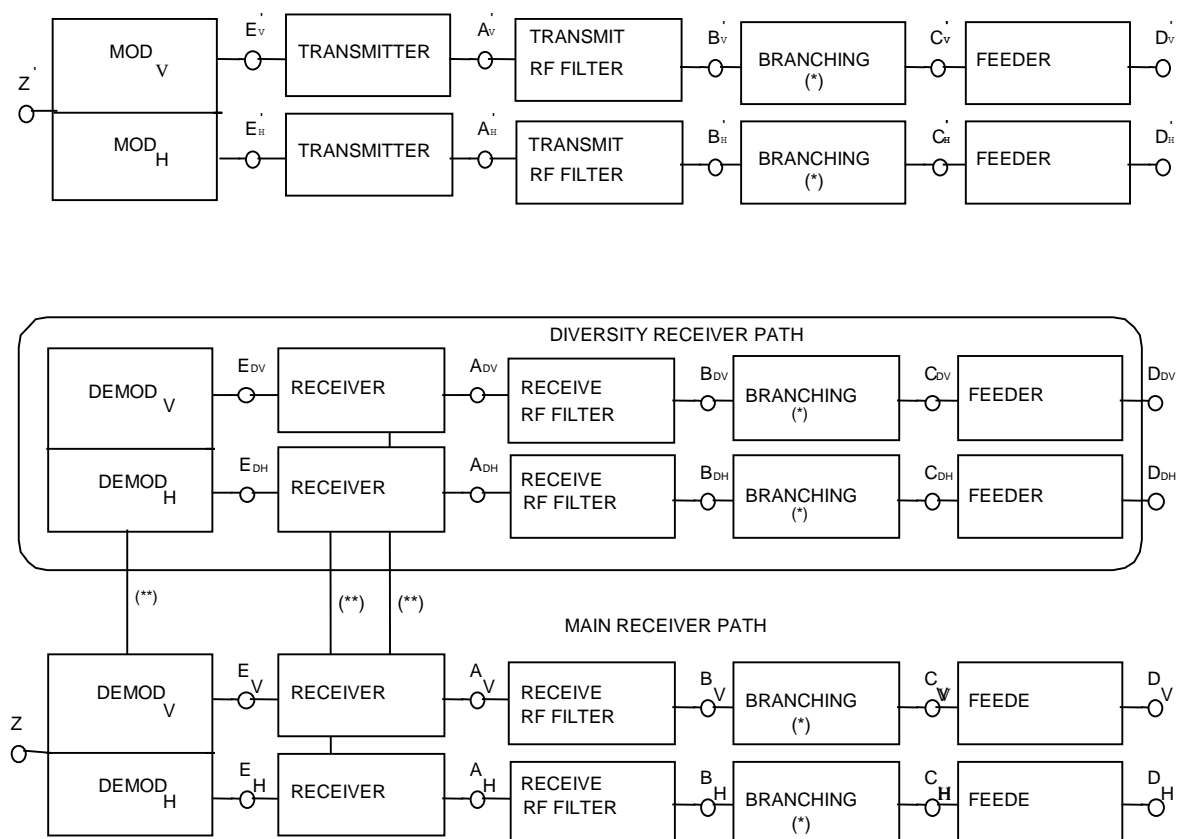 E'V A'V B'V C'V D'V
MOD V TRANSMITTER TRANSMIT RF FILTER BRANCHING (*) FEEDER
Z'
E'H A'H B'H C'H D'H
MOD H TRANSMITTER TRANSMIT RF FILTER BRANCHING (*) FEEDER
DIVERSITY RECEIVER PATH
EDV ADV BDV CDV DDV
DEMOD V RECEIVER RECEIVE RF FILTER BRANCHING (*) FEEDER
EDH ADH BDH CDH DDH
DEMOD H RECEIVER RECEIVE RF FILTER BRANCHING (*) FEEDER
(**) (**) (**)
MAIN RECEIVER PATH
E V A V B V C V D V
DEMOD V RECEIVER RECEIVE RF FILTER BRANCHING (*) FEEDE
Z
E H A H B H C H D H
DEMOD H RECEIVER RECEIVE RF FILTER BRANCHING (*) FEEDE